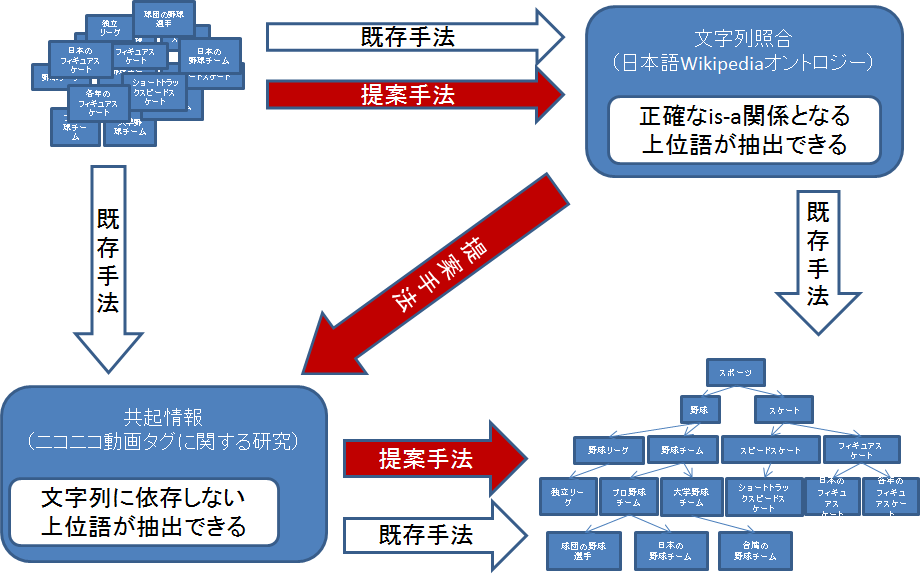 球団の野球
選手
独立
リーグ
日本の
フィギュアス
ケート
フィギュアス
ケート
日本の
野球チーム
ショートトラッ
クスピードス
ケート
各年の
フィギュアス
ケート
球チー
ム
大学野
球チーム
既存手法
提案手法
文字列照合
（日本語Wikipediaオントロジー）
正確なis-a関係となる
上位語が抽出できる
既存手法
提案手法
既存手法
共起情報
（ニコニコ動画タグに関する研究）
文字列に依存しない
上位語が抽出できる
提案手法
既存手法
スポーツ
野球
スケート
野球リーグ
野球チーム
スピードスケート
フィギュアス
ケート
独立リー
グ
プロ野球
チーム
大学野球
チーム
ショートトラッ
クスピードス
ケート
日本の
フィギュ
アス
ケート
各年の
フィギュ
アスケー
ト
球団の野球
選手
日本の
野球チーム
台湾の
野球チーム